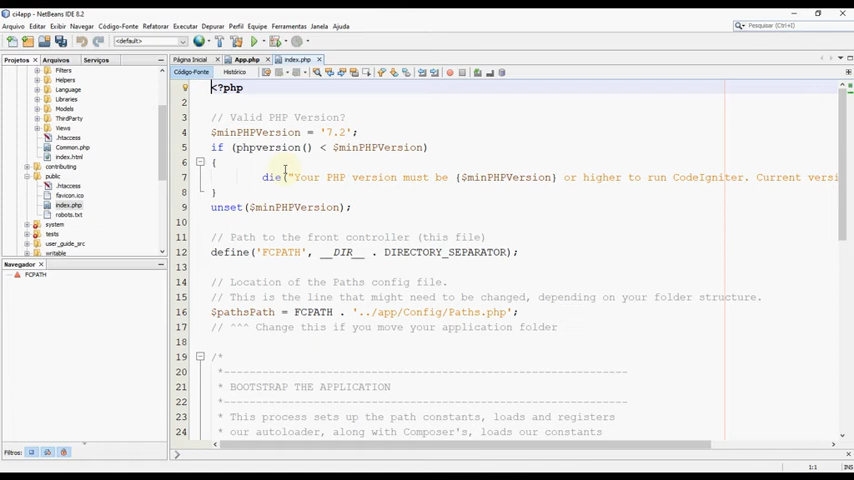 ci4app - NetBeans IDE 8.2
Arquivo Editar Exibir Navegar Código-Fonte Refatorar Executar Depurar Perfil Equipe Ferramentas Janela Ajuda
Pesquisar (Ctrl+I)
<default>
Projetos Arquivos Serviços
Página Inicial App.php index.php
Código-Fonte Histórico
Filters
Helpers
Language
Libraries
Models
ThirdParty
Views
.htaccess
Common.php
index.html
contributing
public
.htaccess
favicon.ico
index.php
robots.txt
system
tests
user_guide_src
writable
Navegador
FCPATH
Filtros:
1 <?php
2
3 // Valid PHP Version?
4 $minPHPVersion = '7.2';
5 if (phpversion() < $minPHPVersion)
6 {
7 die("Your PHP version must be {$minPHPVersion} or higher to run CodeIgniter. Current versi
8 }
9 unset($minPHPVersion);
10
11 // Path to the front controller (this file)
12 define('FCPATH', __DIR__ . DIRECTORY_SEPARATOR);
13
14 // Location of the Paths config file.
15 // This is the line that might need to be changed, depending on your folder structure.
16 $pathsPath = FCPATH . '../app/Config/Paths.php';
17 // ^^^ Change this if you move your application folder
18
19 /*
20 *---------------------------------------------------------------
21 * BOOTSTRAP THE APPLICATION
22 *---------------------------------------------------------------
23 * This process sets up the path constants, loads and registers
24 * our autoloader, along with Composer's, loads our constants
1:1